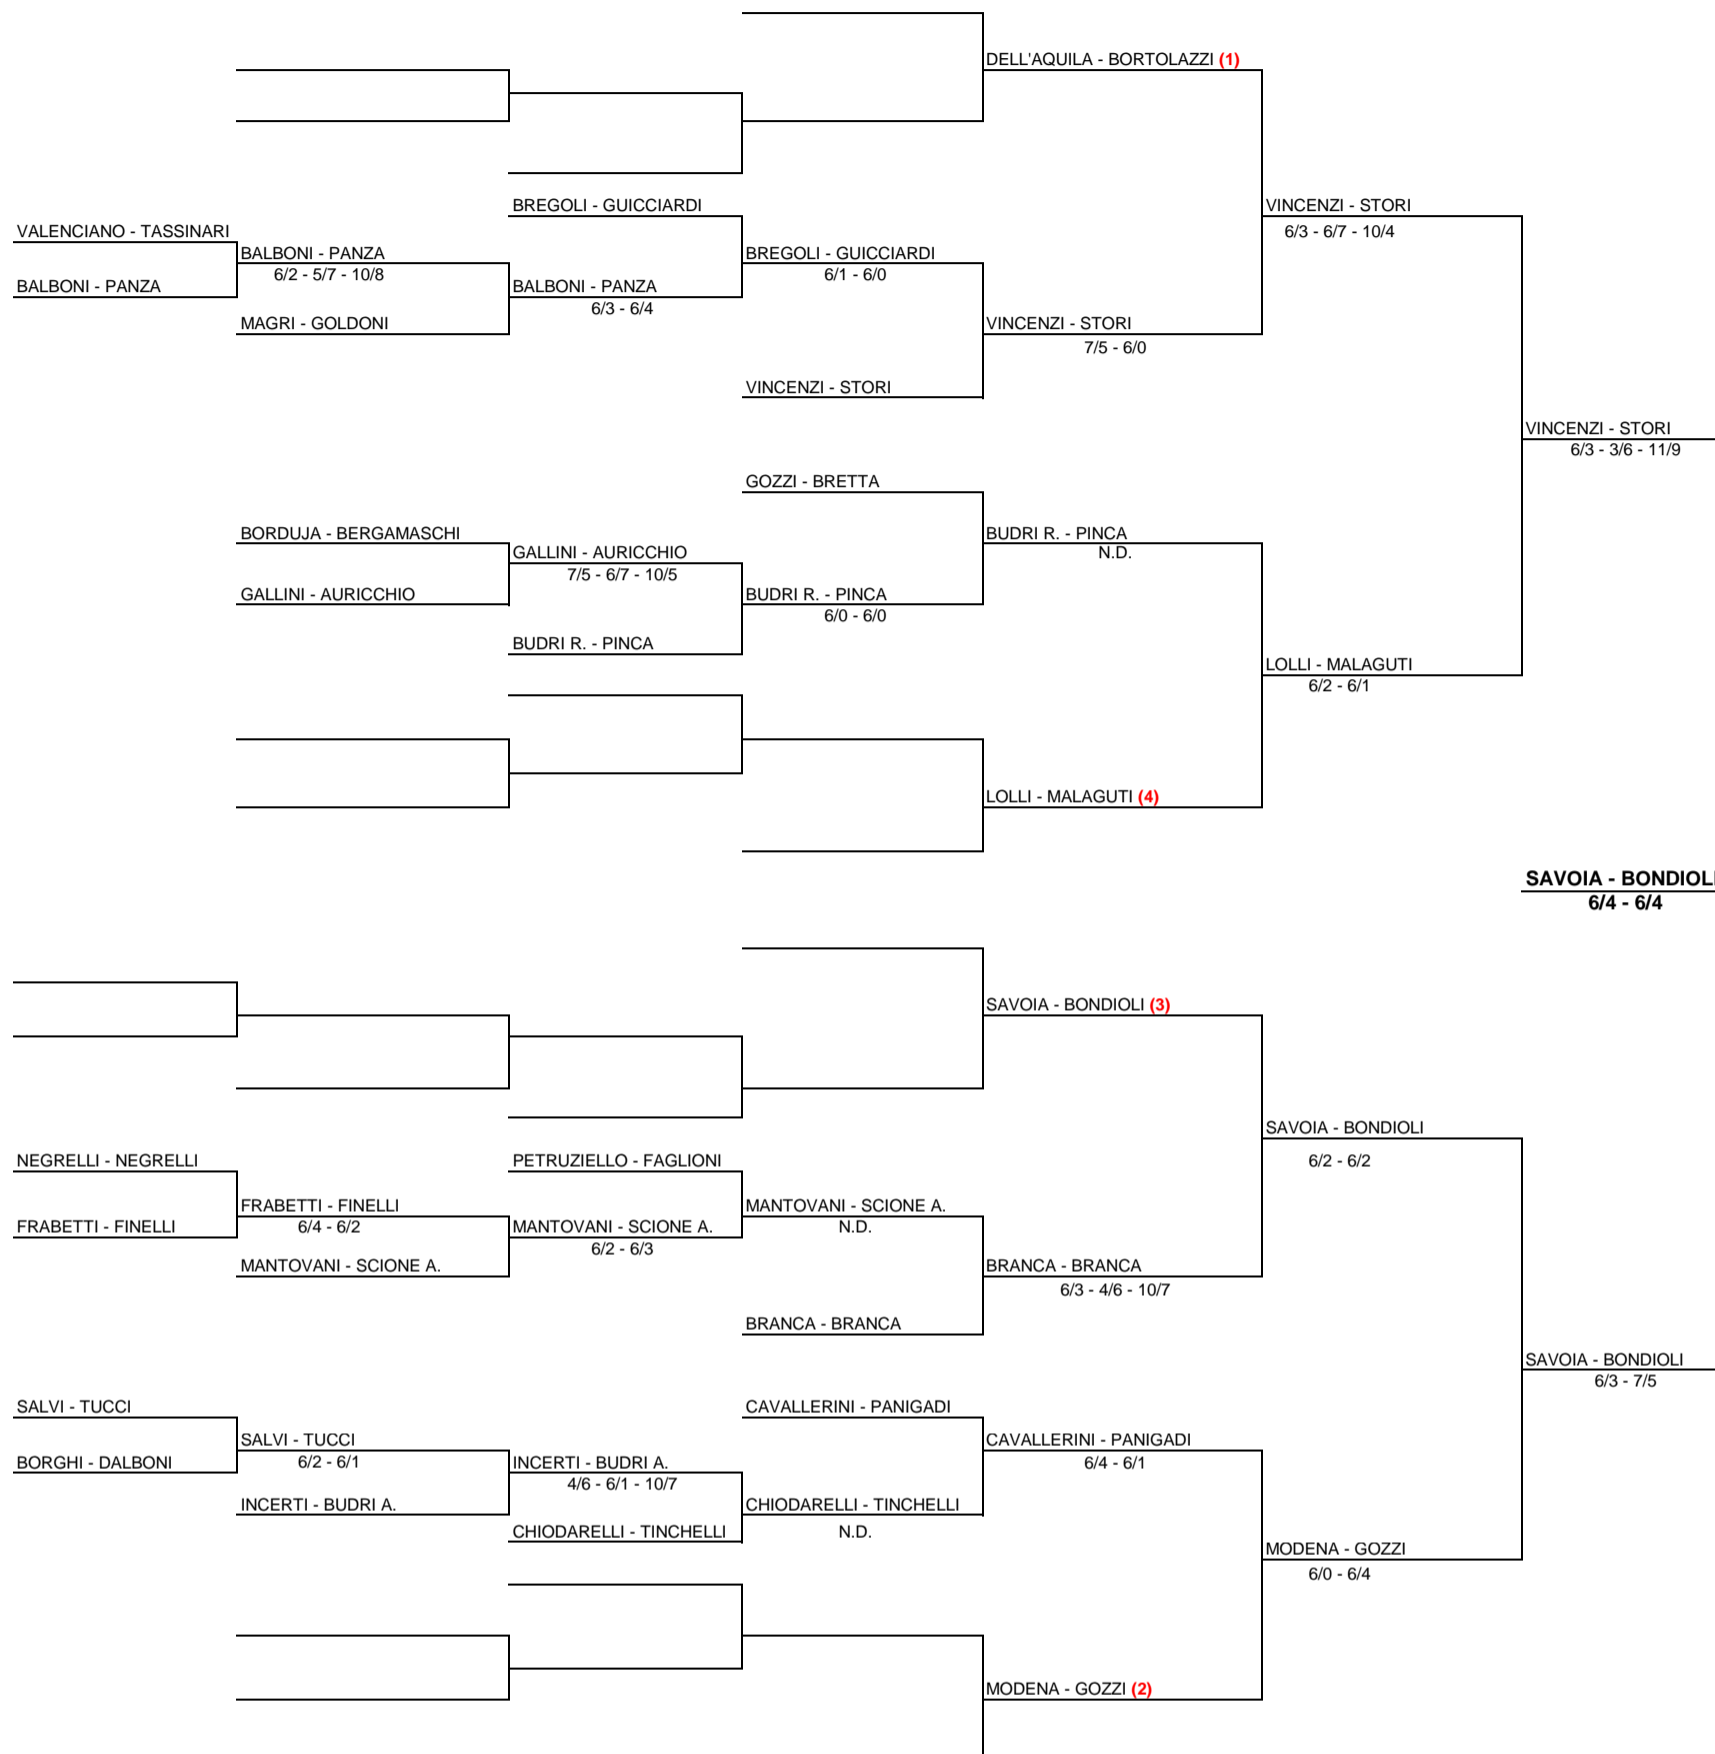 DELL'AQUILA - BORTOLAZZI (1)
BREGOLI - GUICCIARDI
VINCENZI - STORI
VALENCIANO - TASSINARI
6/3 - 6/7 - 10/4
BALBONI - PANZA
BREGOLI - GUICCIARDI
6/2 - 5/7 - 10/8
6/1 - 6/0
BALBONI - PANZA
BALBONI - PANZA
6/3 - 6/4
MAGRI - GOLDONI
VINCENZI - STORI
7/5 - 6/0
VINCENZI - STORI
VINCENZI - STORI
6/3 - 3/6 - 11/9
GOZZI - BRETTA
BORDUJA - BERGAMASCHI
BUDRI R. - PINCA
GALLINI - AURICCHIO
N.D.
7/5 - 6/7 - 10/5
GALLINI - AURICCHIO
BUDRI R. - PINCA
6/0 - 6/0
BUDRI R. - PINCA
LOLLI - MALAGUTI
6/2 - 6/1
LOLLI - MALAGUTI (4)
SAVOIA - BONDIOLI
6/4 - 6/4
SAVOIA - BONDIOLI (3)
SAVOIA - BONDIOLI
NEGRELLI - NEGRELLI
PETRUZIELLO - FAGLIONI
6/2 - 6/2
FRABETTI - FINELLI
MANTOVANI - SCIONE A.
FRABETTI - FINELLI
6/4 - 6/2
MANTOVANI - SCIONE A.
N.D.
6/2 - 6/3
MANTOVANI - SCIONE A.
BRANCA - BRANCA
6/3 - 4/6 - 10/7
BRANCA - BRANCA
SAVOIA - BONDIOLI
6/3 - 7/5
SALVI - TUCCI
CAVALLERINI - PANIGADI
SALVI - TUCCI
CAVALLERINI - PANIGADI
BORGHI - DALBONI
6/2 - 6/1
INCERTI - BUDRI A.
6/4 - 6/1
4/6 - 6/1 - 10/7
INCERTI - BUDRI A.
CHIODARELLI - TINCHELLI
CHIODARELLI - TINCHELLI
N.D.
MODENA - GOZZI
6/0 - 6/4
MODENA - GOZZI (2)